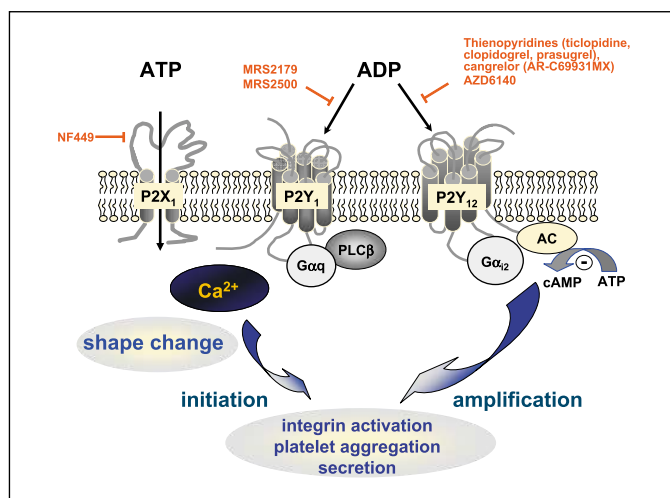 Thienopyridines (ticlopidine,
clopidogrel, prasugrel),
cangrelor (AR-C69931MX)
AZD6140
MRS2179
MRS2500
ATP
ADP
NF449
P2X₁
P2Y₁
P2Y₁₂
Gαq
PLCβ
Gαi2
AC
-
cAMP
ATP
Ca²⁺
shape change
initiation
amplification
integrin activation
platelet aggregation
secretion